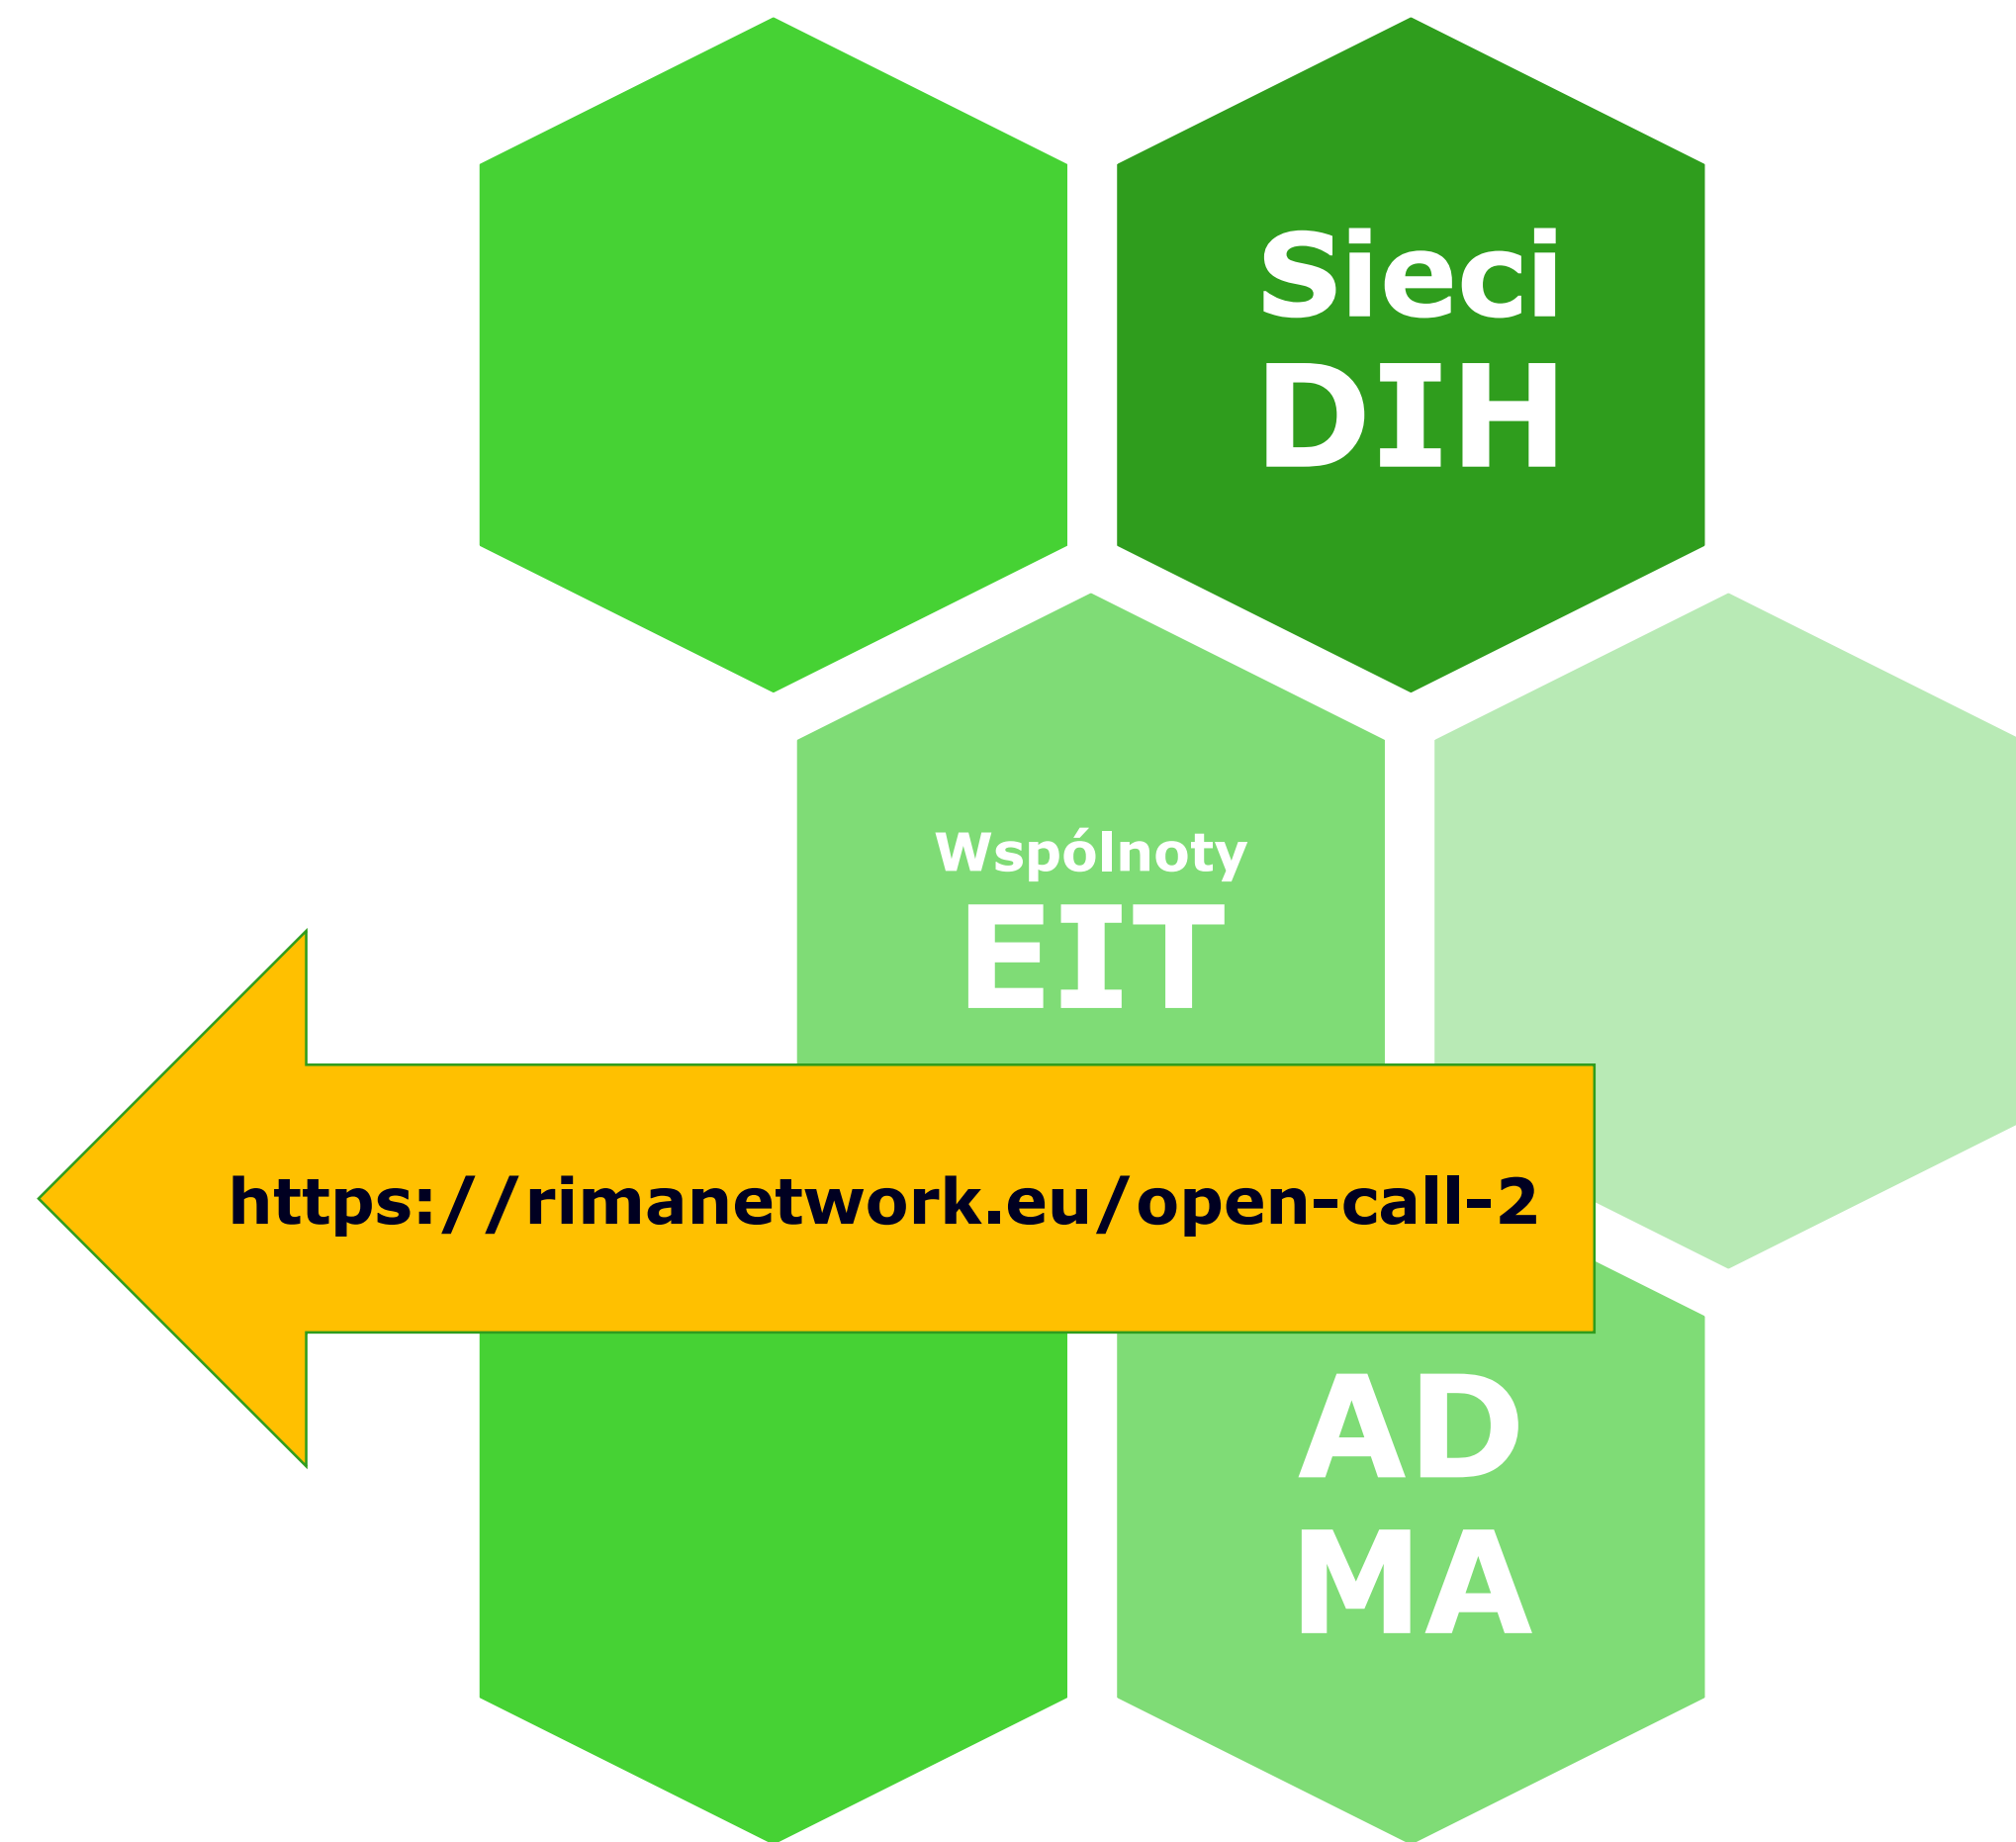 Sieci
DIH
Wspólnoty
EIT
https://rimanetwork.eu/open-call-2
AD
MA